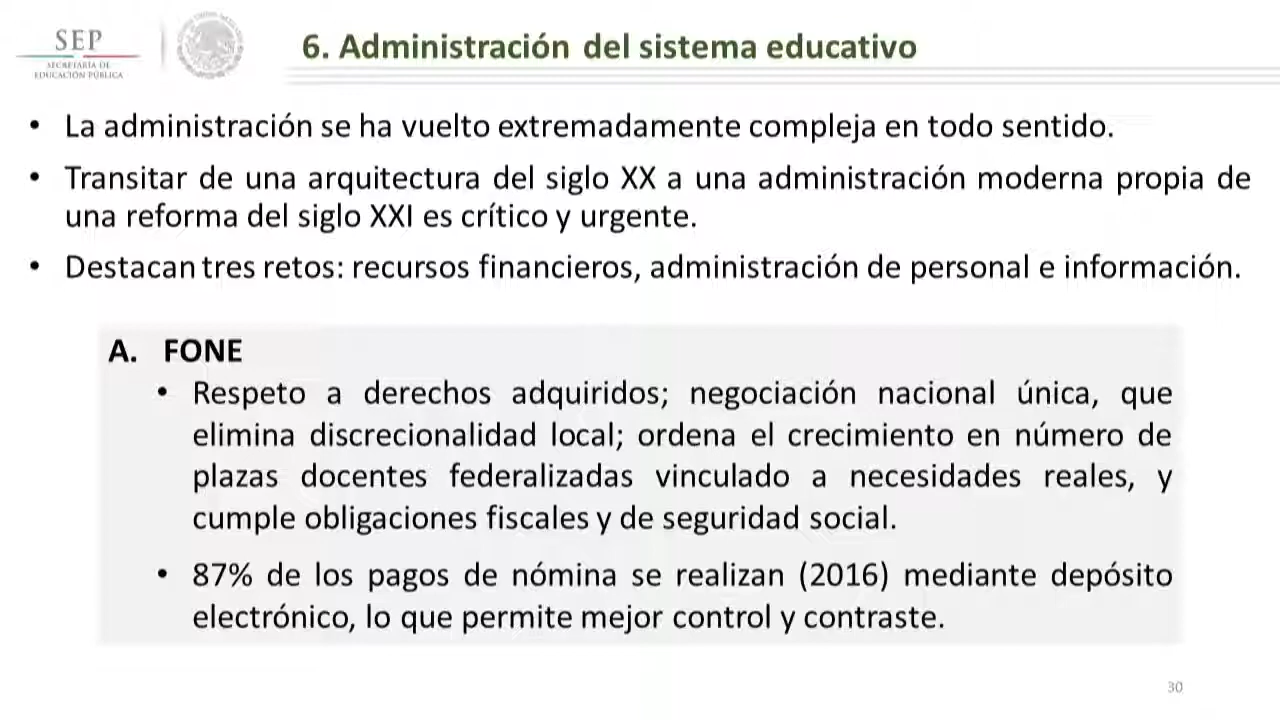 SEP
SECRETARÍA DE
EDUCACIÓN PÚBLICA
6. Administración del sistema educativo
• La administración se ha vuelto extremadamente compleja en todo sentido.
• Transitar de una arquitectura del siglo XX a una administración moderna propia de
una reforma del siglo XXI es crítico y urgente.
• Destacan tres retos: recursos financieros, administración de personal e información.
A. FONE
• Respeto a derechos adquiridos; negociación nacional única, que
elimina discrecionalidad local; ordena el crecimiento en número de
plazas docentes federalizadas vinculado a necesidades reales, y
cumple obligaciones fiscales y de seguridad social.
• 87% de los pagos de nómina se realizan (2016) mediante depósito
electrónico, lo que permite mejor control y contraste.
30